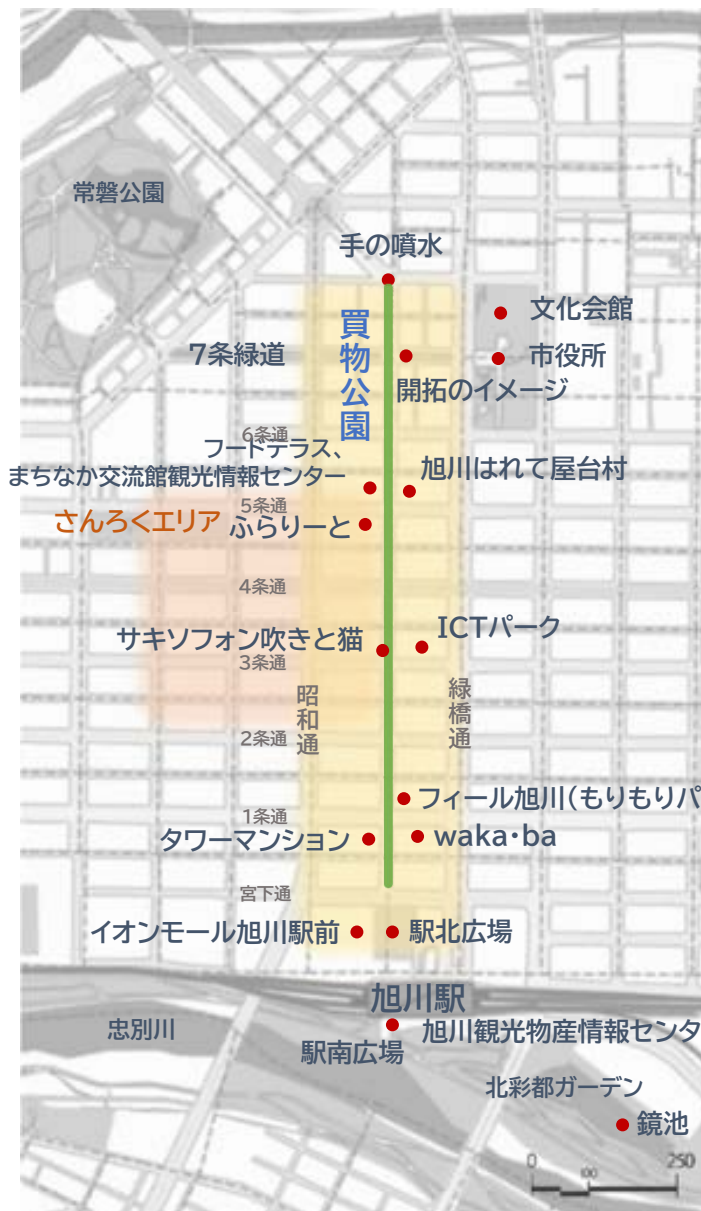 常磐公園
手の噴水
文化会館
買物公園
7条緑道
市役所
開拓のイメージ
6条通
フードテラス、
まちなか交流館観光情報センター
旭川はれて屋台村
5条通
さんろくエリア
ふらりーと
4条通
サキソフォン吹きと猫
ICTパーク
3条通
昭和通
緑橋通
2条通
フィール旭川(もりもりパ
1条通
タワーマンション
waka・ba
宮下通
イオンモール旭川駅前
駅北広場
旭川駅
忠別川
旭川観光物産情報センタ
駅南広場
北彩都ガーデン
鏡池
0 100 250